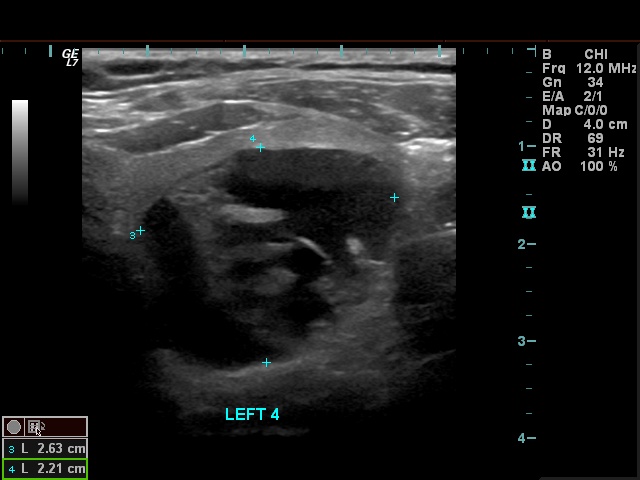 GE
L7
B CHI
Frq 12.0 MHz
Gn 34
E/A 2/1
Map C/0/0
D 4.0 cm
DR 69
FR 31 Hz
AO 100 %
1
2
3
4
4
3
LEFT 4
3 L 2.63 cm
4 L 2.21 cm